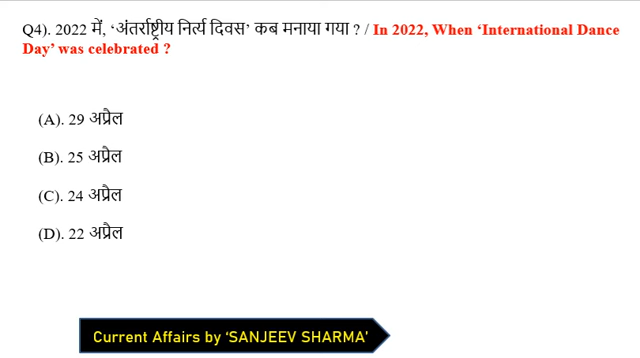 Q4). 2022 में, ‘अंतर्राष्ट्रीय निर्त्य दिवस’ कब मनाया गया ? / In 2022, When ‘International Dance
Day’ was celebrated ?
(A). 29 अप्रैल
(B). 25 अप्रैल
(C). 24 अप्रैल
(D). 22 अप्रैल
Current Affairs by ‘SANJEEV SHARMA’